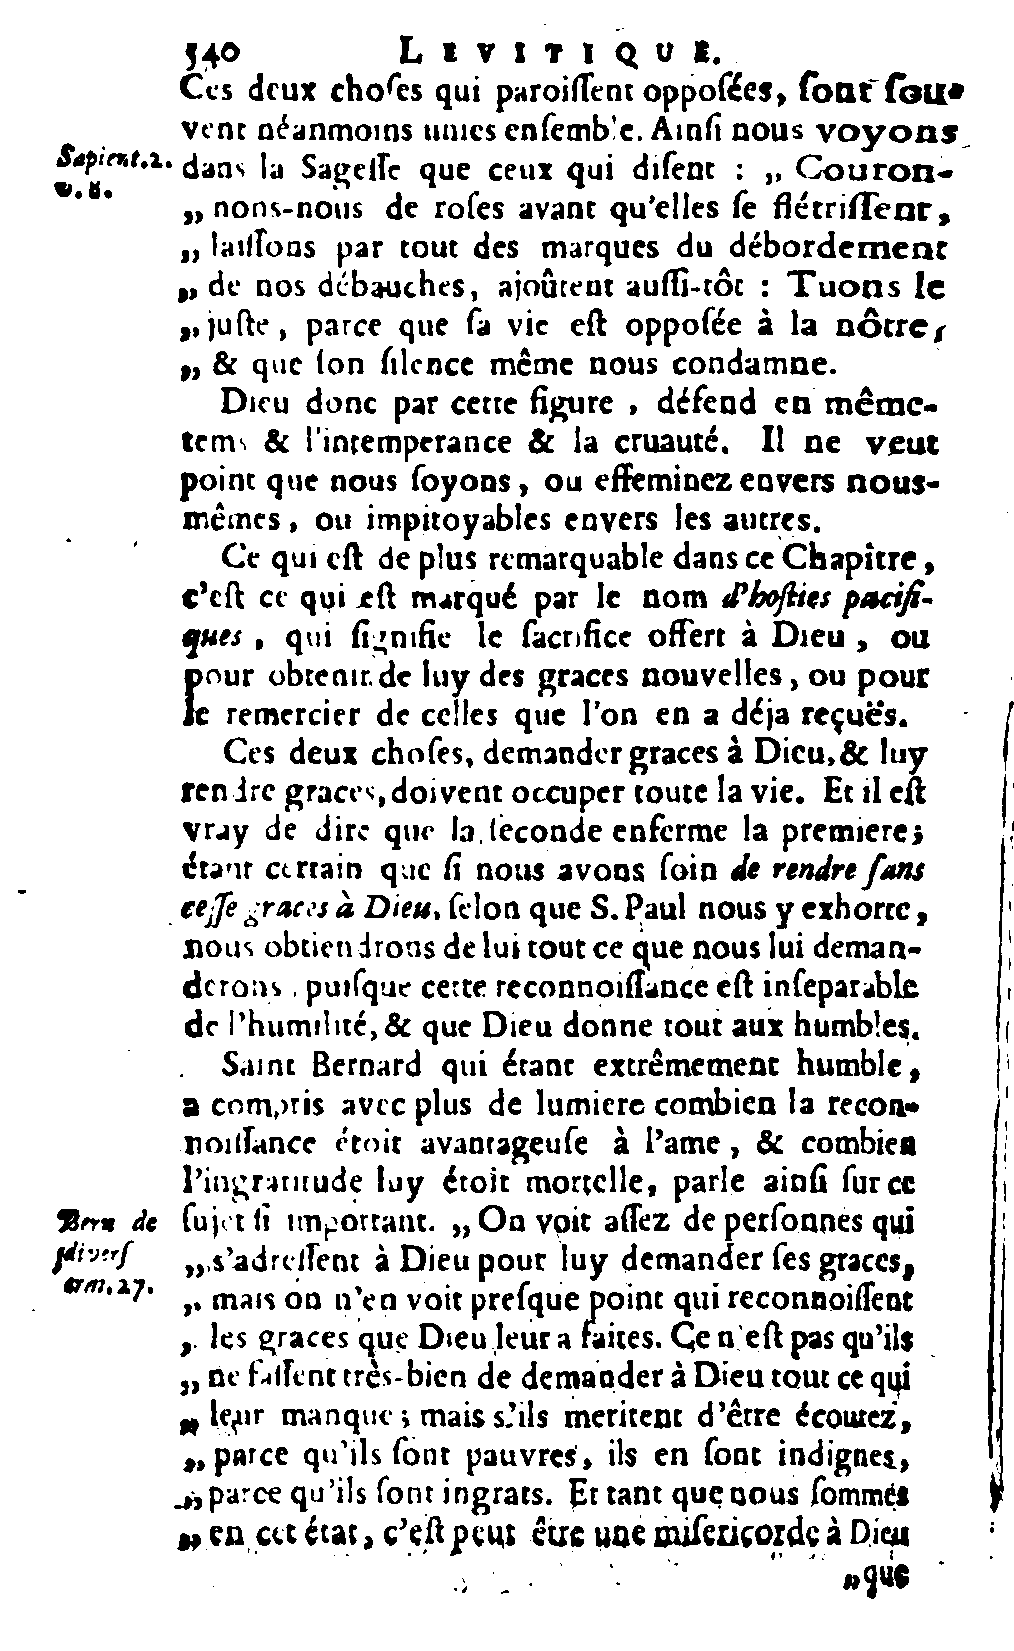 540 LEVITIQUE.
Ces deux choſes qui paroiſſent oppoſées, ſont ſou-
vent néanmoins unies enſemble. Ainſi nous voyons
Sapient. 2. v. 8.
dans la Sageſſe que ceux qui diſent : „ Couron-
„ nons-nous de roſes avant qu'elles ſe flétriſſent,
„ laiſſons par tout des marques du débordement
„ de nos débauches, ajoûtent auſſi-tôt : Tuons le
„ juſte, parce que ſa vie eſt oppoſée à la nôtre,
„ & que ſon ſilence même nous condamne.
Dieu donc par cette figure, défend en même-
tems & l'intemperance & la cruauté. Il ne veut
point que nous ſoyons, ou effeminez envers nous-
mêmes, ou impitoyables envers les autres.
Ce qui eſt de plus remarquable dans ce Chapitre,
c'eſt ce qui eſt marqué par le nom d'hoſties pacifi-
ques, qui ſignifie le ſacrifice offert à Dieu, ou
pour obtenir de luy des graces nouvelles, ou pour
le remercier de celles que l'on en a déja reçuës.
Ces deux choſes, demander graces à Dieu, & luy
rendre graces, doivent occuper toute la vie. Et il eſt
vray de dire que la ſeconde enferme la premiere;
étant certain que ſi nous avons ſoin de rendre ſans
ceſſe graces à Dieu, ſelon que S. Paul nous y exhorte,
nous obtiendrons de lui tout ce que nous lui deman-
derons, puiſque cette reconnoiſſance eſt inſeparable
de l'humilité, & que Dieu donne tout aux humbles.
Saint Bernard qui étant extrêmement humble,
a compris avec plus de lumiere combien la recon-
noiſſance étoit avantageuſe à l'ame, & combien
l'ingratitude luy étoit mortelle, parle ainſi ſur ce
Bern de
diverſ
erm. 27.
ſujet ſi important. „ On voit aſſez de perſonnes qui
„ s'adreſſent à Dieu pour luy demander ſes graces,
„ mais on n'en voit preſque point qui reconnoiſſent
„ les graces que Dieu leur a faites. Ce n'eſt pas qu'ils
„ ne faſſent très-bien de demander à Dieu tout ce qui
„ leur manque; mais s'ils meritent d'être écoutez,
„ parce qu'ils ſont pauvres, ils en ſont indignes,
„ parce qu'ils ſont ingrats. Et tant que nous ſommes
„ en cet état, c'eſt peut être une miſericorde à Dieu
„ que